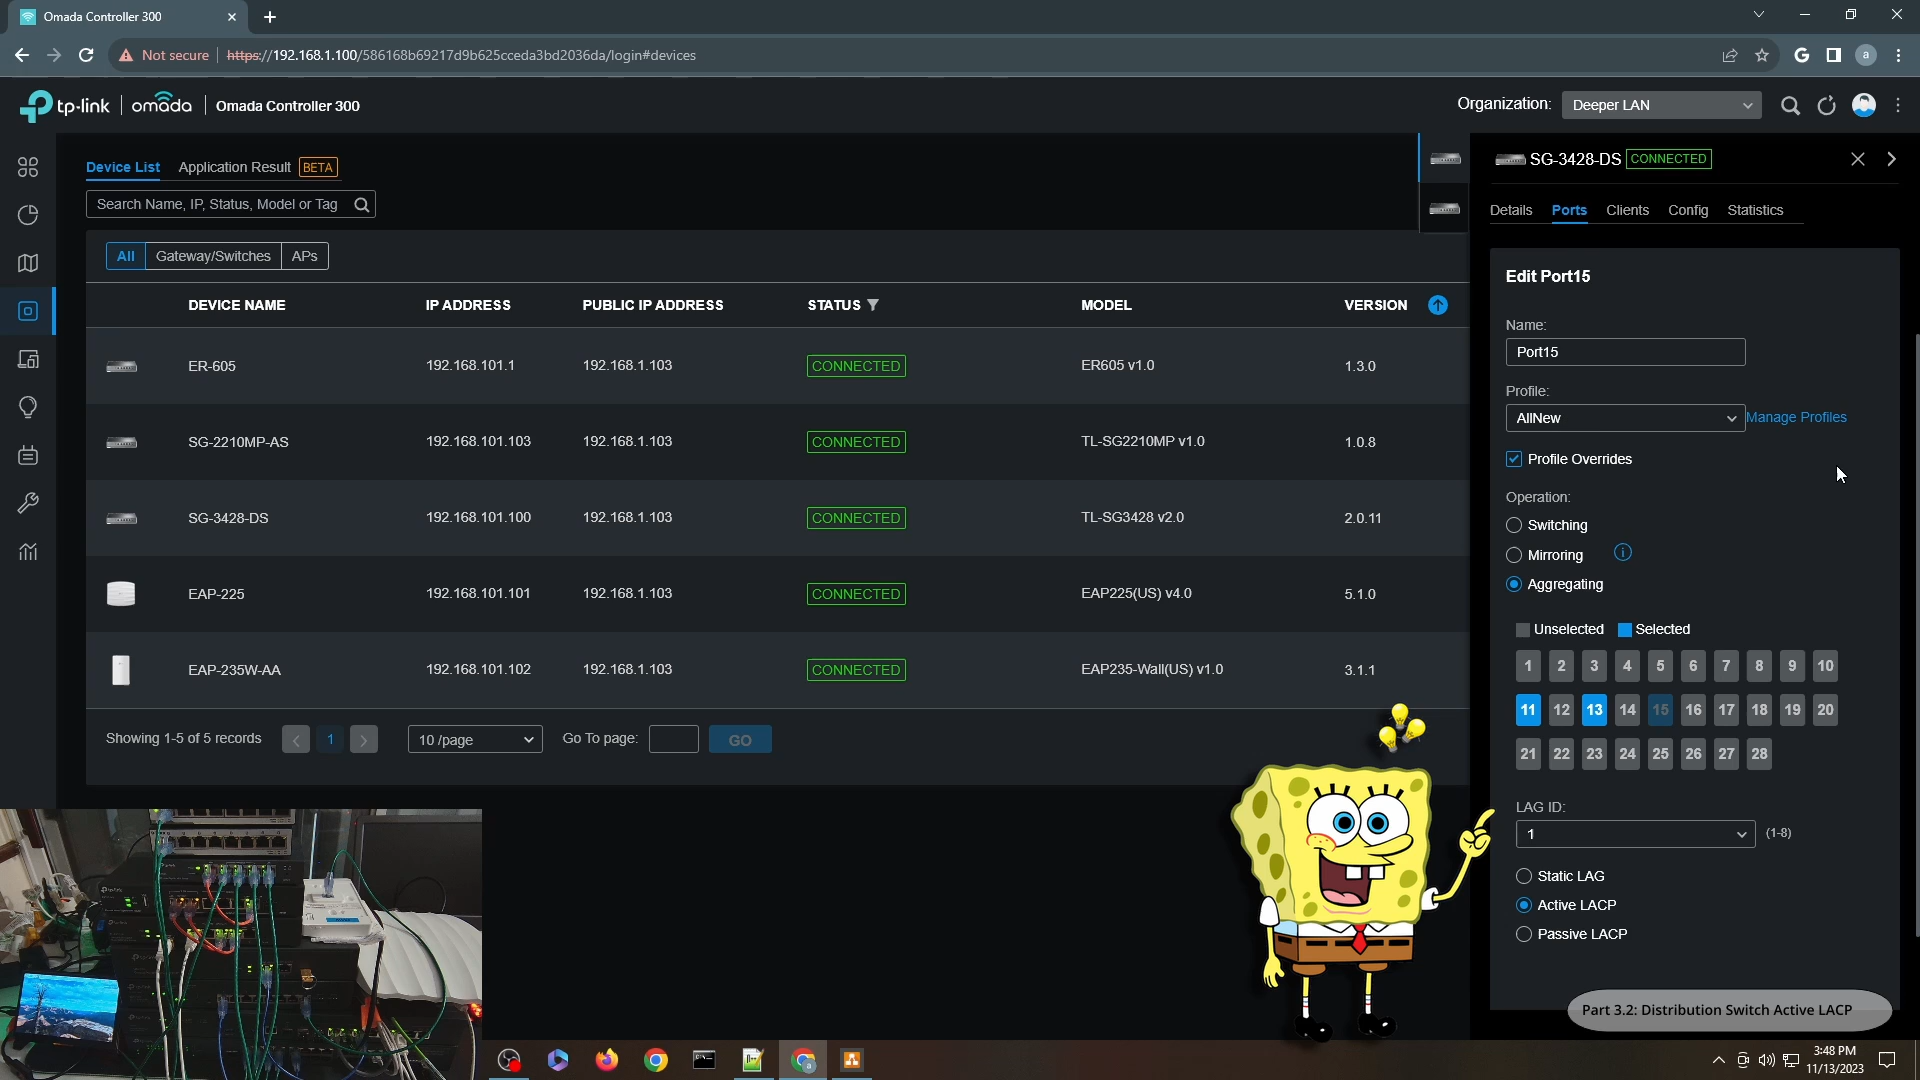 Omada Controller 300
Not secure https://192.168.1.100/586168b69217d9b625cceda3bd2036da/login#devices
a
tp-link omada Omada Controller 300
Organization: Deeper LAN
Device List Application Result BETA
Search Name, IP, Status, Model or Tag
All Gateway/Switches APs
DEVICE NAME IP ADDRESS PUBLIC IP ADDRESS STATUS MODEL VERSION
ER-605 192.168.101.1 192.168.1.103 CONNECTED ER605 v1.0 1.3.0
SG-2210MP-AS 192.168.101.103 192.168.1.103 CONNECTED TL-SG2210MP v1.0 1.0.8
SG-3428-DS 192.168.101.100 192.168.1.103 CONNECTED TL-SG3428 v2.0 2.0.11
EAP-225 192.168.101.101 192.168.1.103 CONNECTED EAP225(US) v4.0 5.1.0
EAP-235W-AA 192.168.101.102 192.168.1.103 CONNECTED EAP235-Wall(US) v1.0 3.1.1
Showing 1-5 of 5 records 1 10 /page Go To page: GO
SG-3428-DS CONNECTED
Details Ports Clients Config Statistics
Edit Port15
Name:
Port15
Profile:
AllNew Manage Profiles
Profile Overrides
Operation:
Switching
Mirroring
Aggregating
Unselected Selected
1 2 3 4 5 6 7 8 9 10
11 12 13 14 15 16 17 18 19 20
21 22 23 24 25 26 27 28
LAG ID:
1 (1-8)
Static LAG
Active LACP
Passive LACP
Part 3.2: Distribution Switch Active LACP
3:48 PM
11/13/2023